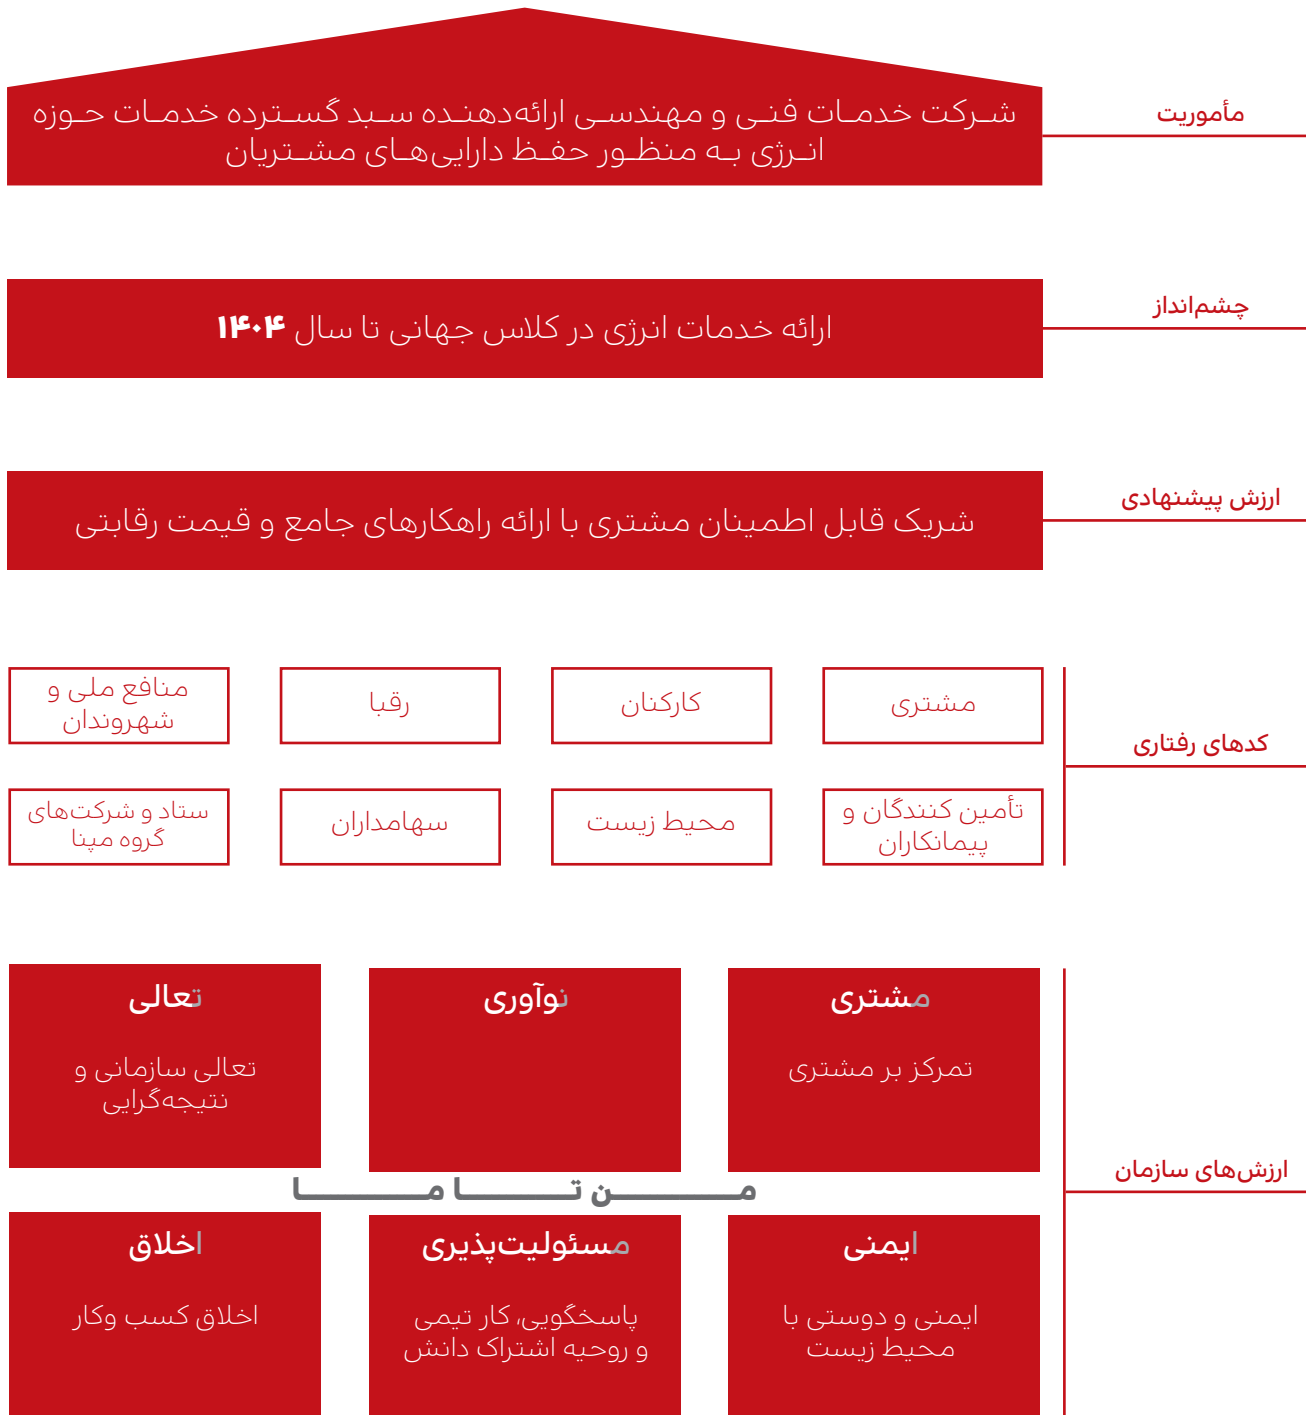 مأموریت
شرکت خدمات فنی و مهندسی ارائه‌دهنده سبد گسترده خدمات حوزه
انرژی به منظور حفظ دارایی‌های مشتریان
چشم‌انداز
ارائه خدمات انرژی در کلاس جهانی تا سال ۱۴۰۴
ارزش پیشنهادی
شریک قابل اطمینان مشتری با ارائه راهکارهای جامع و قیمت رقابتی
کدهای رفتاری
مشتری
کارکنان
رقبا
منافع ملی و
شهروندان
تأمین کنندگان و
پیمانکاران
محیط زیست
سهامداران
ستاد و شرکت‌های
گروه مپنا
ارزش‌های سازمان
مشتری
تمرکز بر مشتری
نوآوری
تعالی
تعالی سازمانی و
نتیجه‌گرایی
من تا ما
ایمنی
ایمنی و دوستی با
محیط زیست
مسئولیت‌پذیری
پاسخگویی، کار تیمی
و روحیه اشتراک دانش
اخلاق
اخلاق کسب وکار